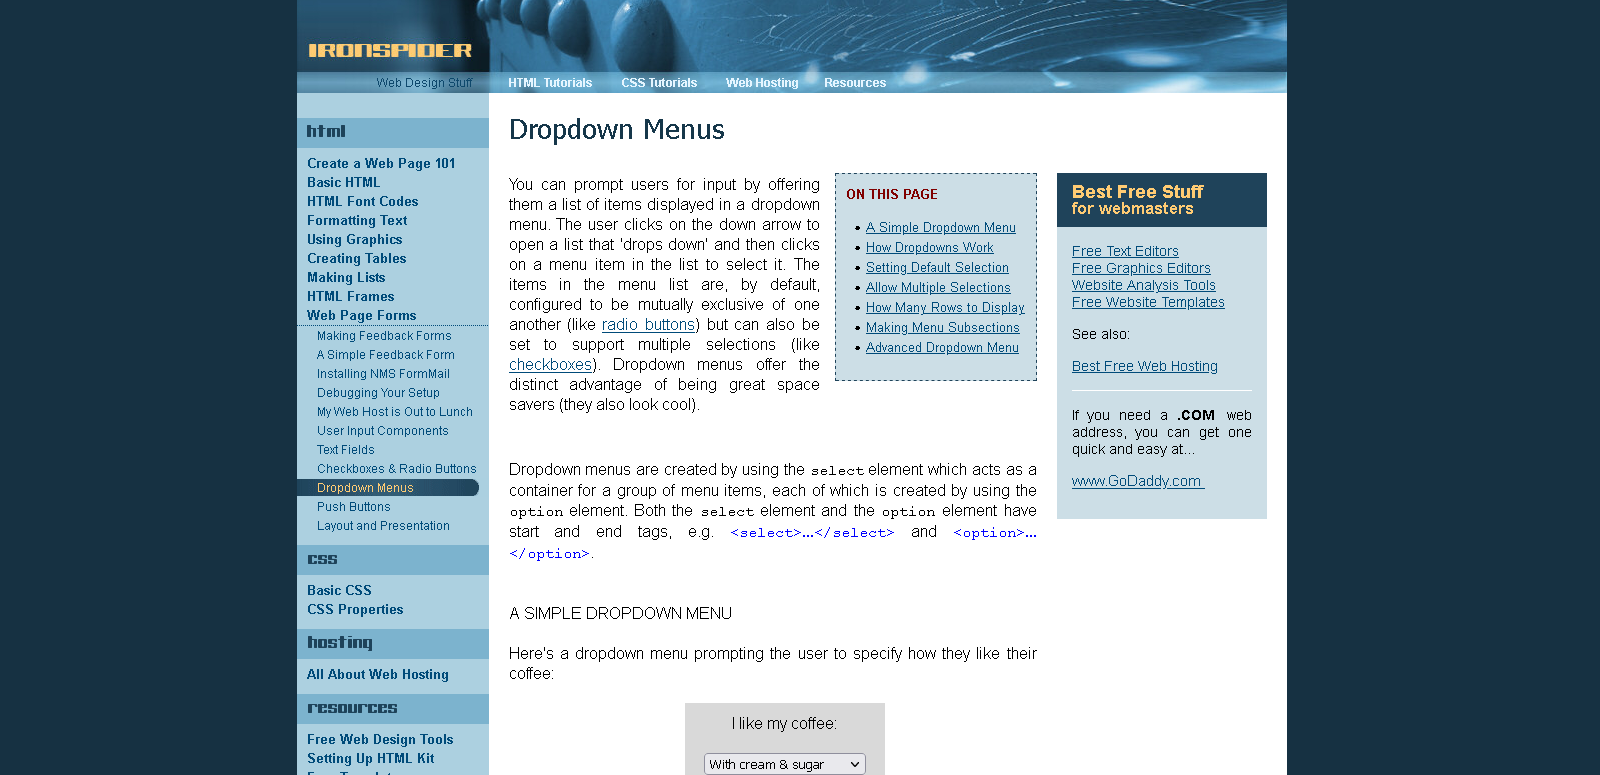 IRONSPIDER
Web Design Stuff
HTML Tutorials
CSS Tutorials
Web Hosting
Resources
html
Create a Web Page 101
Basic HTML
HTML Font Codes
Formatting Text
Using Graphics
Creating Tables
Making Lists
HTML Frames
Web Page Forms
Making Feedback Forms
A Simple Feedback Form
Installing NMS FormMail
Debugging Your Setup
My Web Host is Out to Lunch
User Input Components
Text Fields
Checkboxes & Radio Buttons
Dropdown Menus
Push Buttons
Layout and Presentation
css
Basic CSS
CSS Properties
hosting
All About Web Hosting
resources
Free Web Design Tools
Setting Up HTML Kit
Dropdown Menus
You can prompt users for input by offering
them a list of items displayed in a dropdown
menu. The user clicks on the down arrow to
open a list that 'drops down' and then clicks
on a menu item in the list to select it. The
items in the menu list are, by default,
configured to be mutually exclusive of one
another (like radio buttons) but can also be
set to support multiple selections (like
checkboxes). Dropdown menus offer the
distinct advantage of being great space
savers (they also look cool).
ON THIS PAGE
• A Simple Dropdown Menu
• How Dropdowns Work
• Setting Default Selection
• Allow Multiple Selections
• How Many Rows to Display
• Making Menu Subsections
• Advanced Dropdown Menu
Dropdown menus are created by using the select element which acts as a
container for a group of menu items, each of which is created by using the
option element. Both the select element and the option element have
start and end tags, e.g. <select>...</select> and <option>...
</option>.
A SIMPLE DROPDOWN MENU
Here's a dropdown menu prompting the user to specify how they like their
coffee:
I like my coffee:
With cream & sugar
Best Free Stuff
for webmasters
Free Text Editors
Free Graphics Editors
Website Analysis Tools
Free Website Templates
See also:
Best Free Web Hosting
If you need a .COM web
address, you can get one
quick and easy at...
www.GoDaddy.com